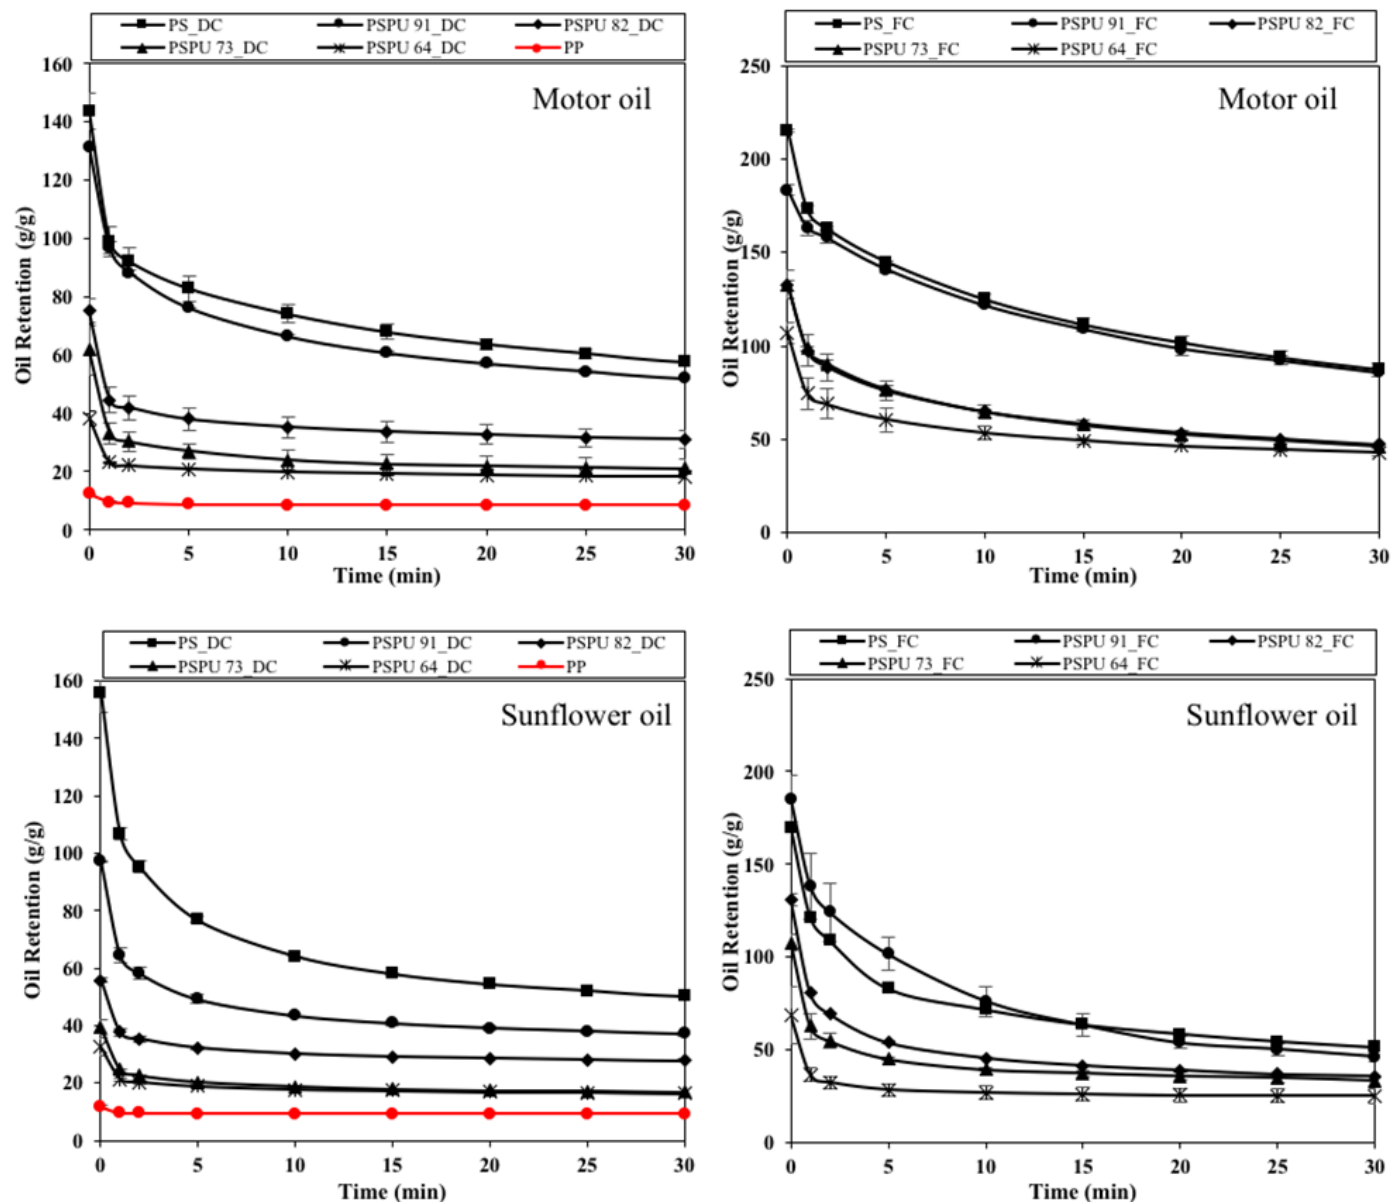 PS_DC PSPU 91_DC PSPU 82_DC
PSPU 73_DC PSPU 64_DC PP
Motor oil
Oil Retention (g/g)
160
140
120
100
80
60
40
20
0
0 5 10 15 20 25 30
Time (min)
PS_FC PSPU 91_FC PSPU 82_FC
PSPU 73_FC PSPU 64_FC
Motor oil
Oil Retention (g/g)
250
200
150
100
50
0
0 5 10 15 20 25 30
Time (min)
PS_DC PSPU 91_DC PSPU 82_DC
PSPU 73_DC PSPU 64_DC PP
Sunflower oil
Oil Retention (g/g)
160
140
120
100
80
60
40
20
0
0 5 10 15 20 25 30
Time (min)
PS_FC PSPU 91_FC PSPU 82_FC
PSPU 73_FC PSPU 64_FC
Sunflower oil
Oil Retention (g/g)
250
200
150
100
50
0
0 5 10 15 20 25 30
Time (min)